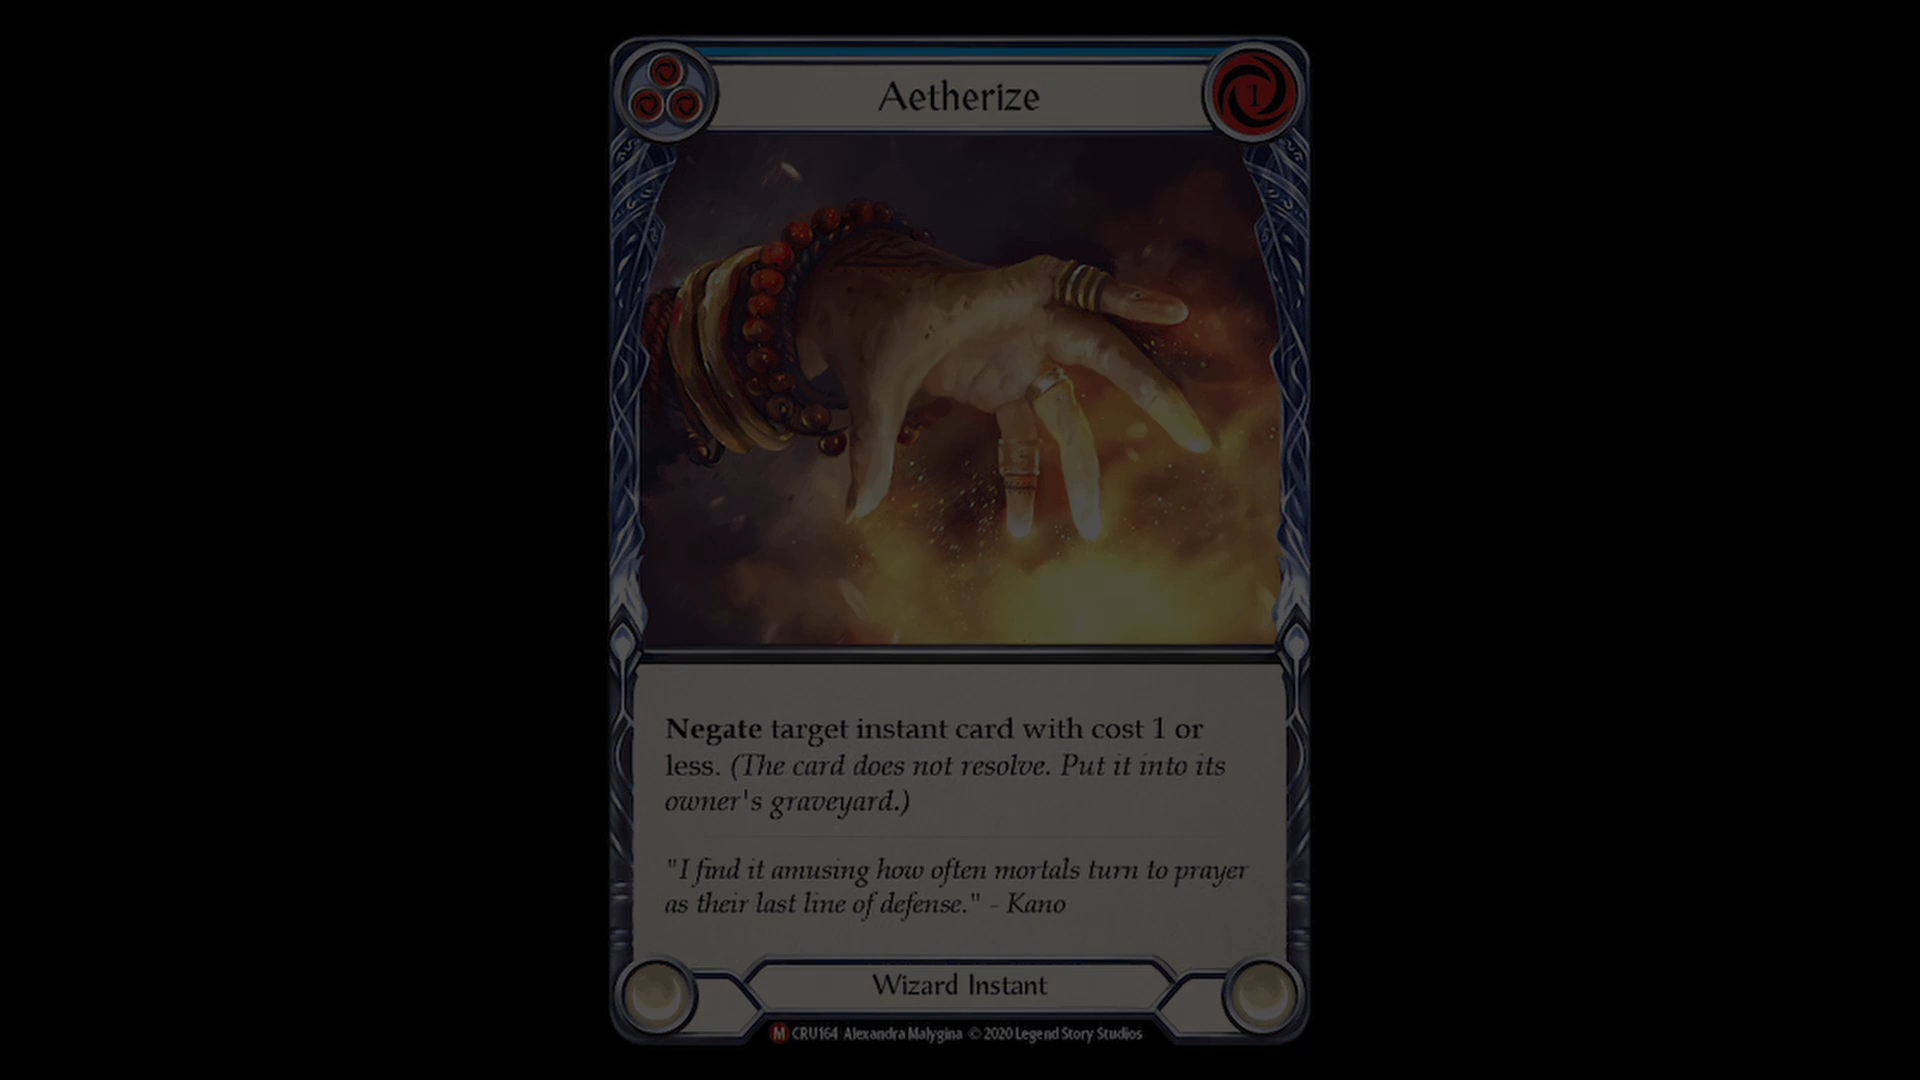 Aetherize
1
Negate target instant card with cost 1 or
less. (The card does not resolve. Put it into its
owner's graveyard.)
"I find it amusing how often mortals turn to prayer
as their last line of defense." - Kano
Wizard Instant
M CRU164 Alexandra Malygina © 2020 Legend Story Studios